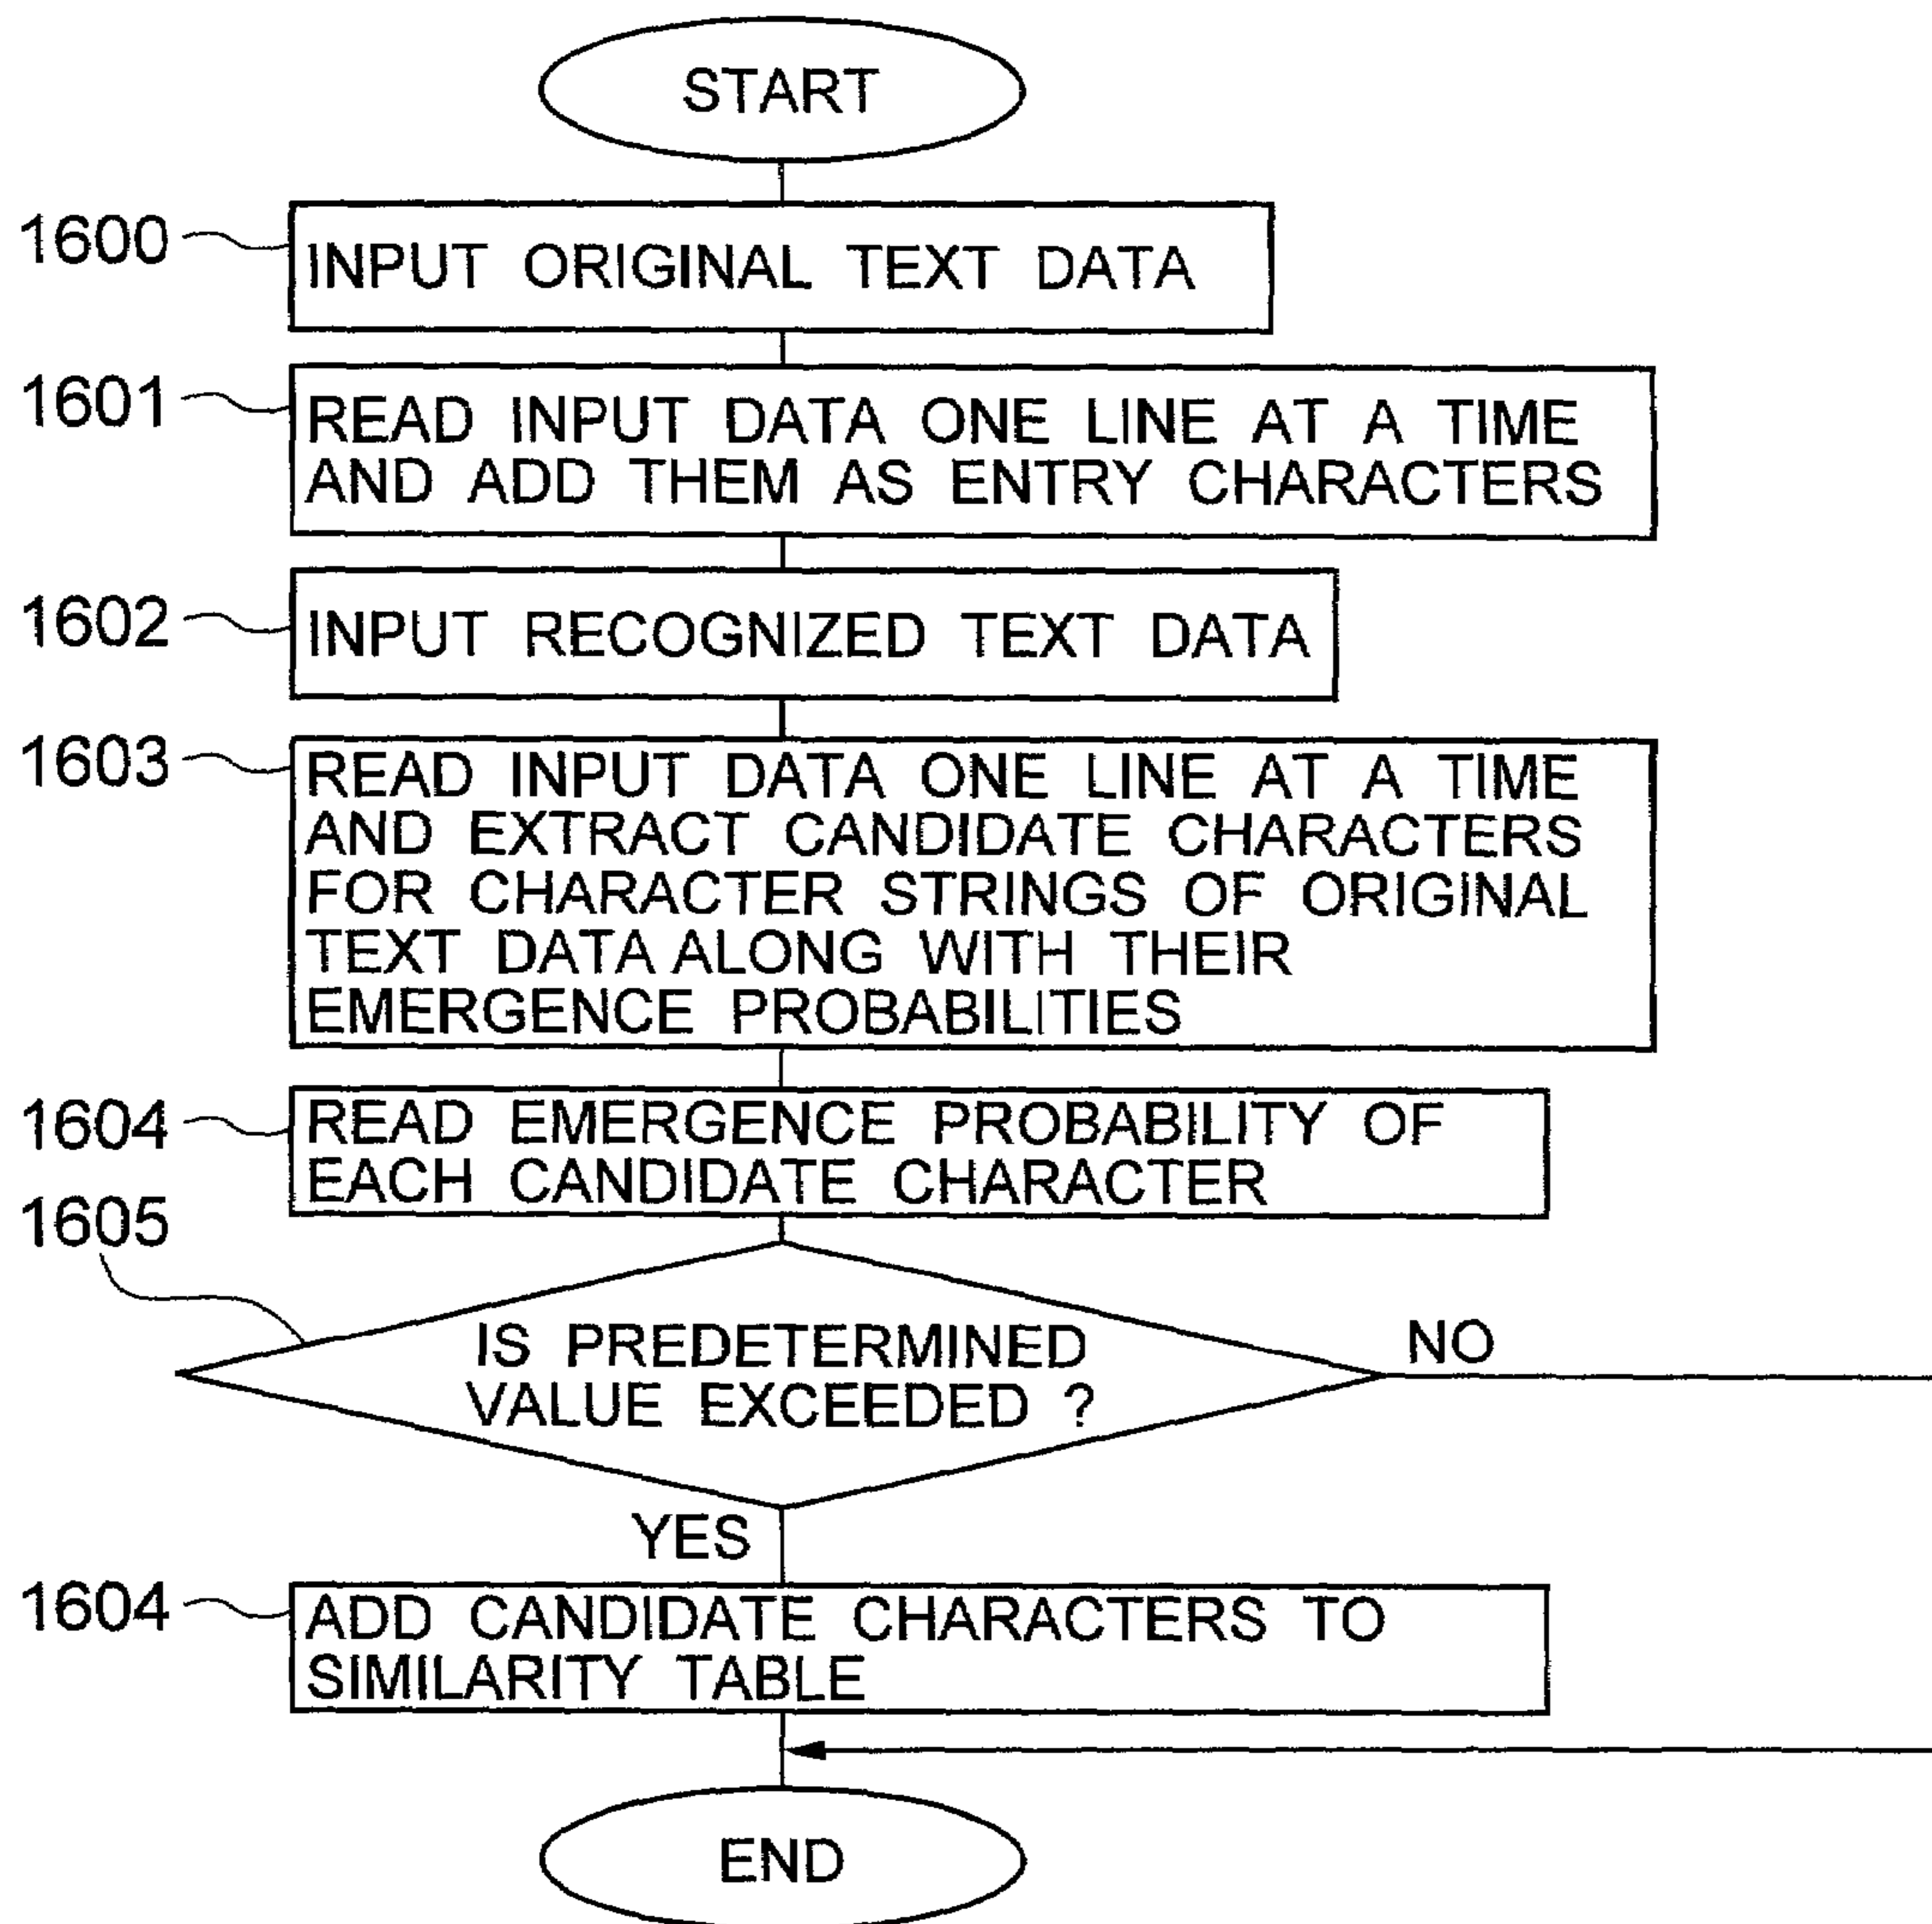 START
1600
INPUT ORIGINAL TEXT DATA
1601
READ INPUT DATA ONE LINE AT A TIME
AND ADD THEM AS ENTRY CHARACTERS
1602
INPUT RECOGNIZED TEXT DATA
1603
READ INPUT DATA ONE LINE AT A TIME
AND EXTRACT CANDIDATE CHARACTERS
FOR CHARACTER STRINGS OF ORIGINAL
TEXT DATA ALONG WITH THEIR
EMERGENCE PROBABILITIES
1604
READ EMERGENCE PROBABILITY OF
EACH CANDIDATE CHARACTER
1605
IS PREDETERMINED
VALUE EXCEEDED ?
NO
YES
1604
ADD CANDIDATE CHARACTERS TO
SIMILARITY TABLE
END